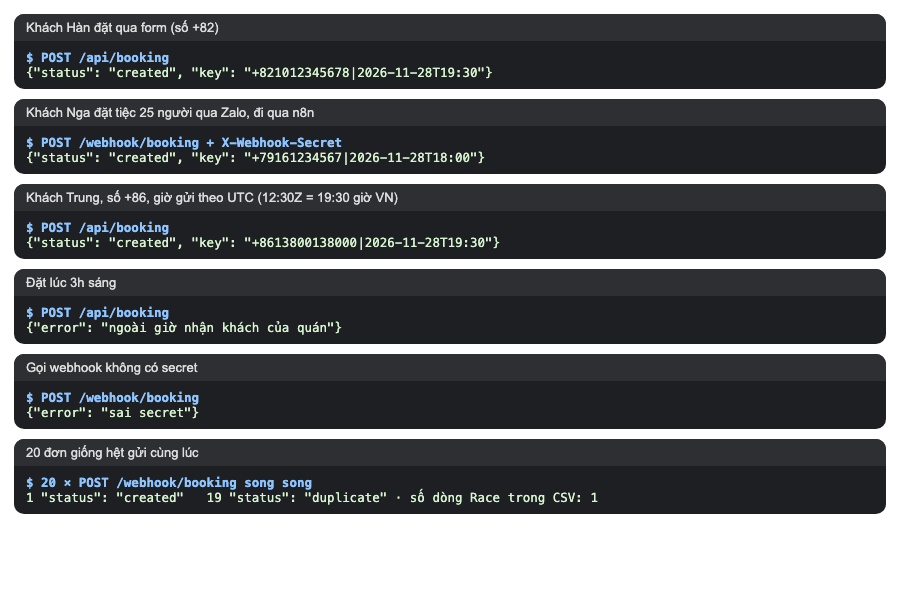 Khách Hàn đặt qua form (số +82)
$ POST /api/booking
{"status": "created", "key": "+821012345678|2026-11-28T19:30"}
Khách Nga đặt tiệc 25 người qua Zalo, đi qua n8n
$ POST /webhook/booking + X-Webhook-Secret
{"status": "created", "key": "+79161234567|2026-11-28T18:00"}
Khách Trung, số +86, giờ gửi theo UTC (12:30Z = 19:30 giờ VN)
$ POST /api/booking
{"status": "created", "key": "+8613800138000|2026-11-28T19:30"}
Đặt lúc 3h sáng
$ POST /api/booking
{"error": "ngoài giờ nhận khách của quán"}
Gọi webhook không có secret
$ POST /webhook/booking
{"error": "sai secret"}
20 đơn giống hệt gửi cùng lúc
$ 20 × POST /webhook/booking song song
1 "status": "created"   19 "status": "duplicate" · số dòng Race trong CSV: 1